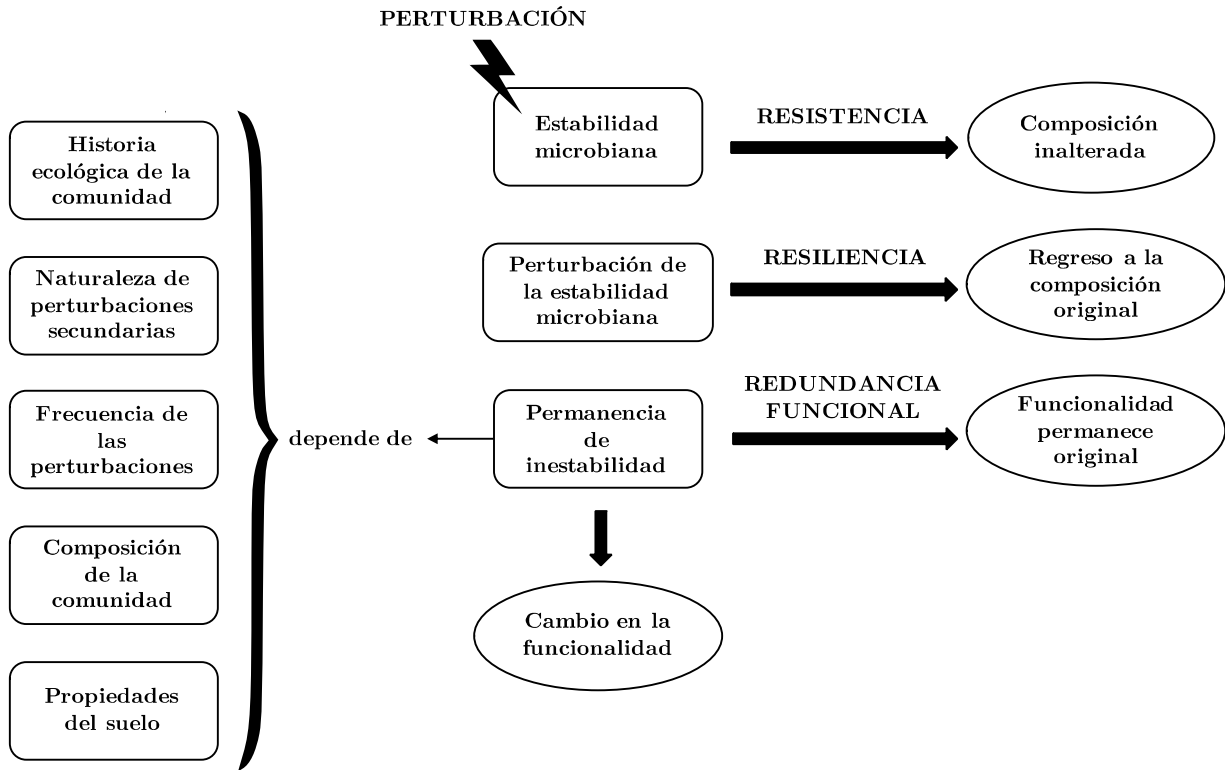 PERTURBACIÓN
Estabilidad
microbiana
RESISTENCIA
Composición
inalterada
Historia
ecológica de la
comunidad
Naturaleza de
perturbaciones
secundarias
Perturbación de
la estabilidad
microbiana
RESILIENCIA
Regreso a la
composición
original
Frecuencia de
las
perturbaciones
depende de
Permanencia
de
inestabilidad
REDUNDANCIA
FUNCIONAL
Funcionalidad
permanece
original
Composición
de la
comunidad
Cambio en la
funcionalidad
Propiedades
del suelo